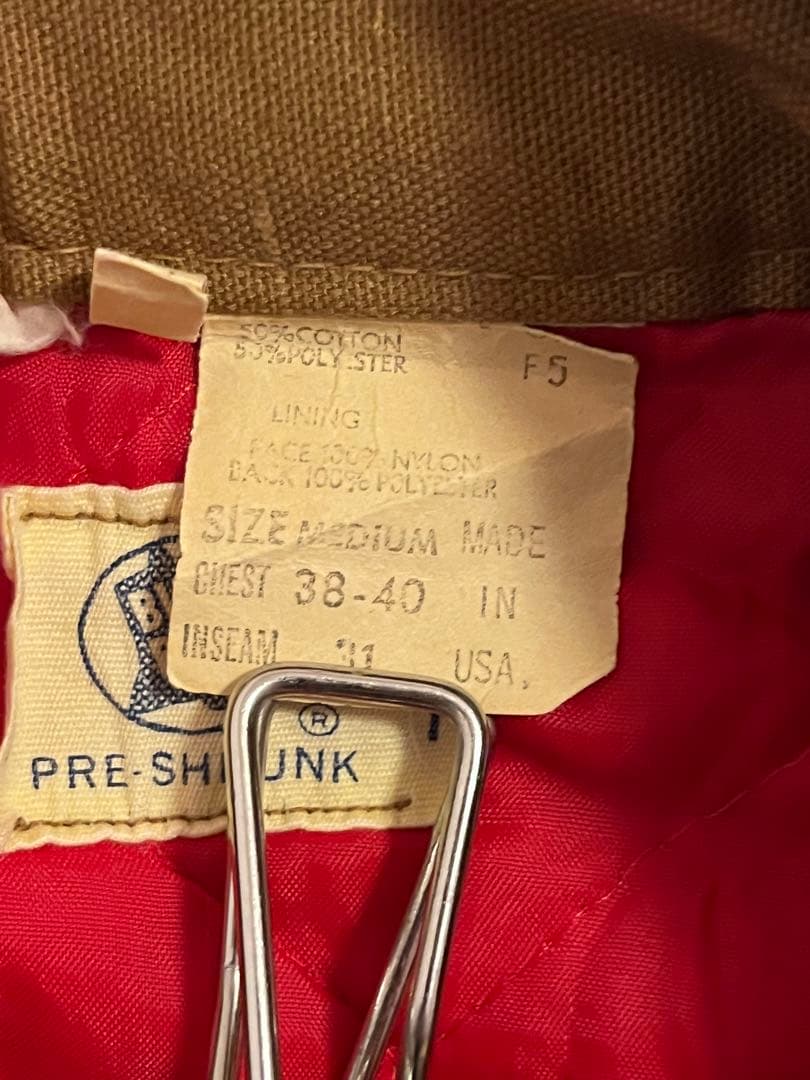 50%COTTON
50%POLYESTER
F5
LINING
FACE 100% NYLON
BACK 100% POLYESTER
SIZE MEDIUM MADE
CHEST 38-40 IN
INSEAM 31 USA.
BI
®
PRE-SHRUNK